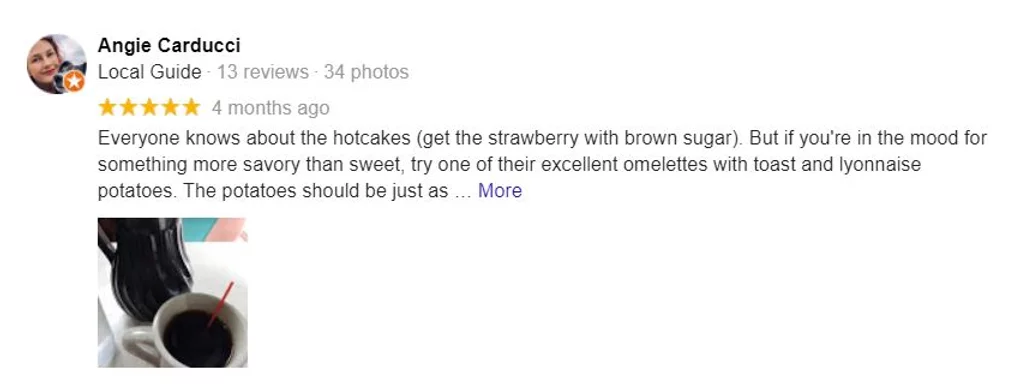 Angie Carducci
Local Guide · 13 reviews · 34 photos
4 months ago
Everyone knows about the hotcakes (get the strawberry with brown sugar). But if you're in the mood for
something more savory than sweet, try one of their excellent omelettes with toast and lyonnaise
potatoes. The potatoes should be just as … More